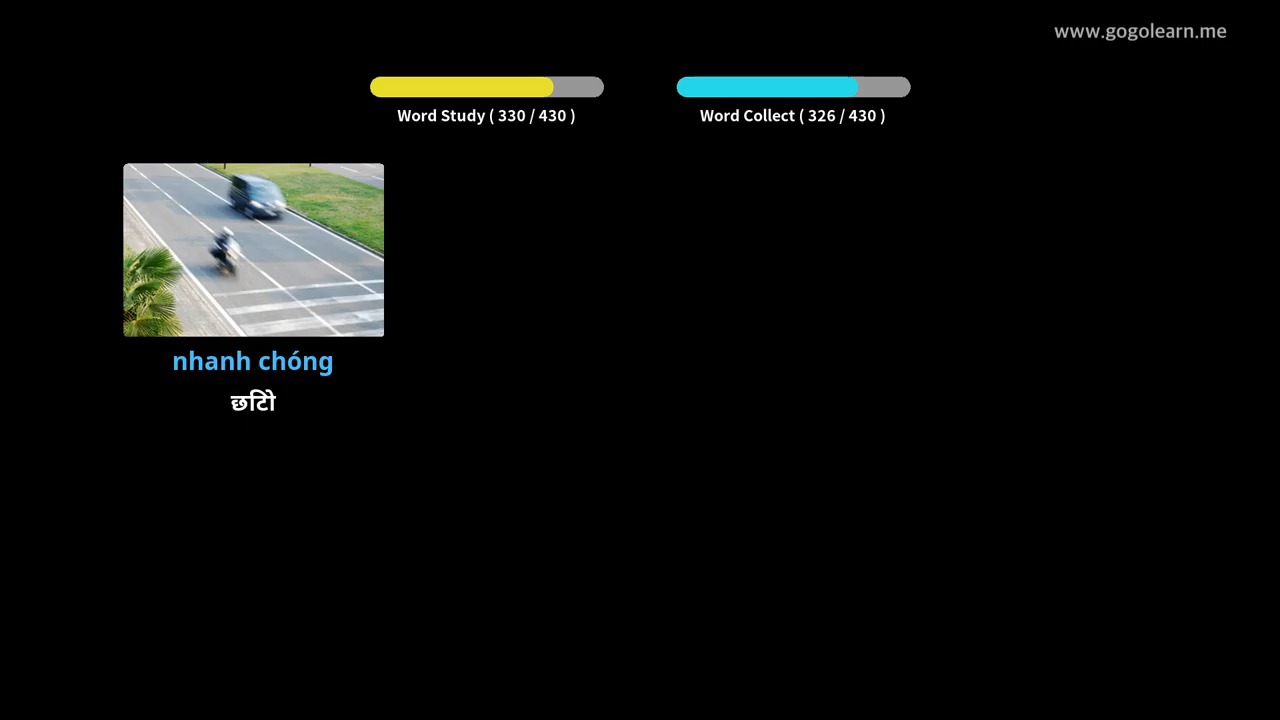 www.gogolearn.me
Word Study ( 330 / 430 )
Word Collect ( 326 / 430 )
nhanh chóng
छिटो